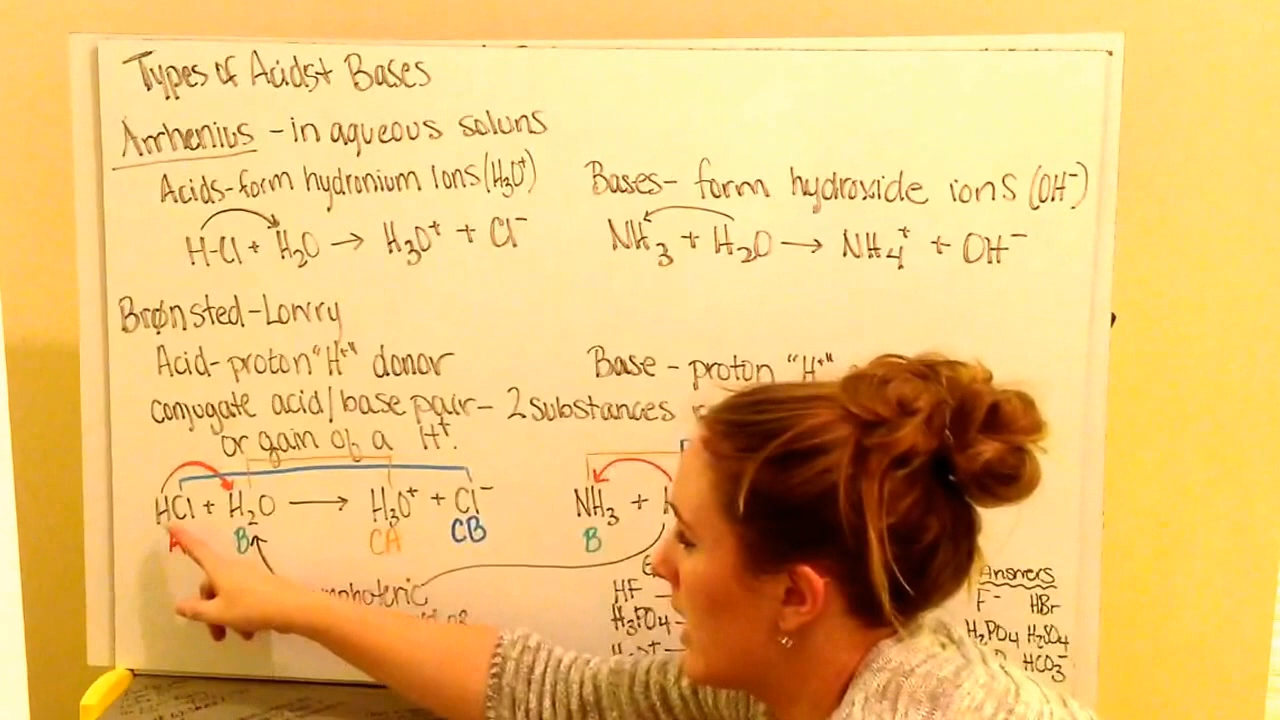 Types of Acids + Bases
Arrhenius - in aqueous soluns
Acids - form hydronium ions (H₃O⁺)
Bases - form hydroxide ions (OH⁻)
H-Cl + H₂O → H₃O⁺ + Cl⁻
NH₃ + H₂O → NH₄⁺ + OH⁻
Brønsted-Lowry
Acid - proton "H⁺" donor
Base - proton "H⁺"
conjugate acid/base pair - 2 substances
or gain of a H⁺.
HCl + H₂O → H₃O⁺ + Cl⁻
NH₃ +
A B CA CB
B
Answers
HF -
F⁻ HBr
H₃PO₄ -
H₂PO₄ H₂SO₄
HCO₃⁻